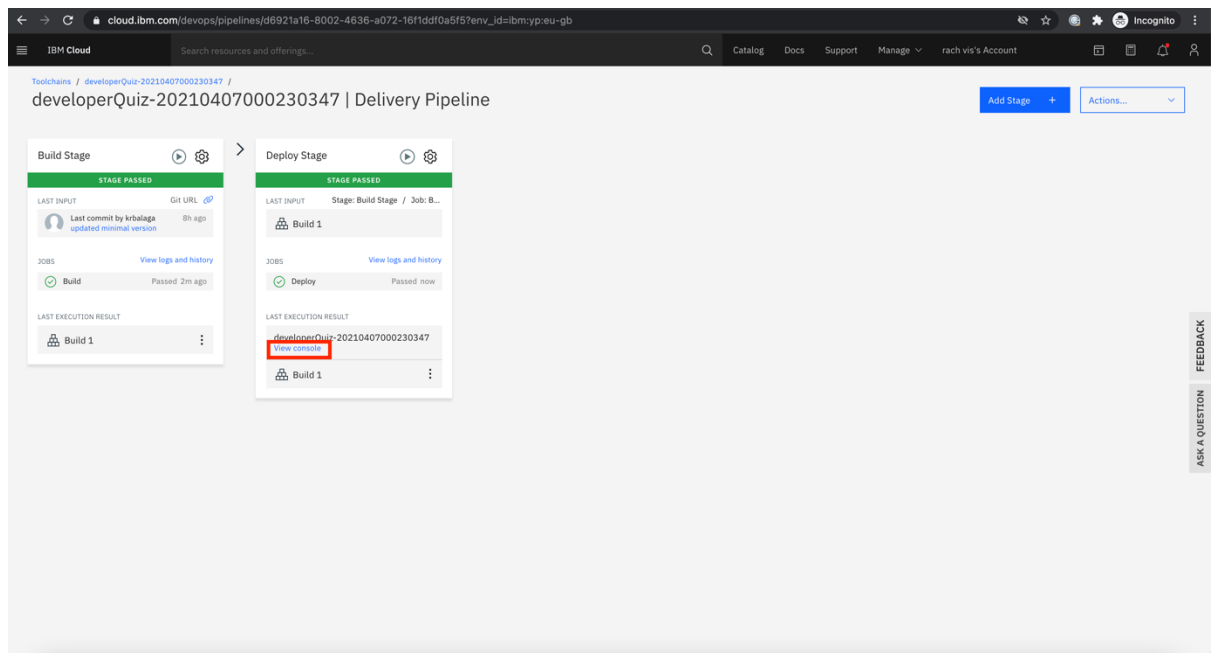 cloud.ibm.com/devops/pipelines/d6921a16-8002-4636-a072-16f1ddf0a5f5?env_id=ibm:yp:eu-gb
Incognito
IBM Cloud
Search resources and offerings...
Catalog
Docs
Support
Manage
rach vis's Account
Toolchains / developerQuiz-20210407000230347 /
developerQuiz-20210407000230347 | Delivery Pipeline
Add Stage +
Actions...
Build Stage
STAGE PASSED
LAST INPUT Git URL
Last commit by krbalaga 8h ago
updated minimal version
JOBS View logs and history
Build Passed 2m ago
LAST EXECUTION RESULT
Build 1
Deploy Stage
STAGE PASSED
LAST INPUT Stage: Build Stage / Job: B...
Build 1
JOBS View logs and history
Deploy Passed now
LAST EXECUTION RESULT
developerQuiz-20210407000230347
View console
Build 1
FEEDBACK
ASK A QUESTION